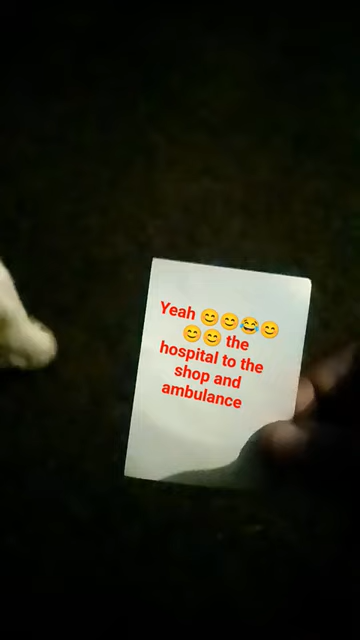 Yeah 😊😊😂😊
😊😊 the
hospital to the
shop and
ambulance